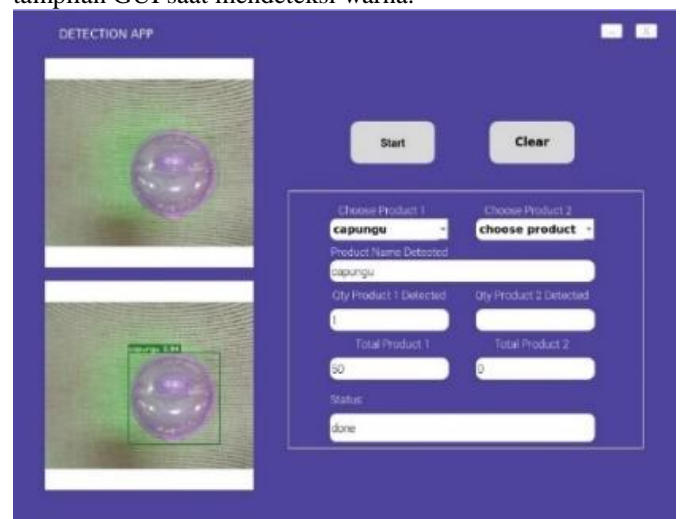 tampilan GUI saat mendeteksi warna.
DETECTION APP
Start
Clear
Choose Product 1
Choose Product 2
capungu
choose product
Product Name Detected
capungu
Qty Product 1 Detected
Qty Product 2 Detected
1
Total Product 1
Total Product 2
50
0
Status
done